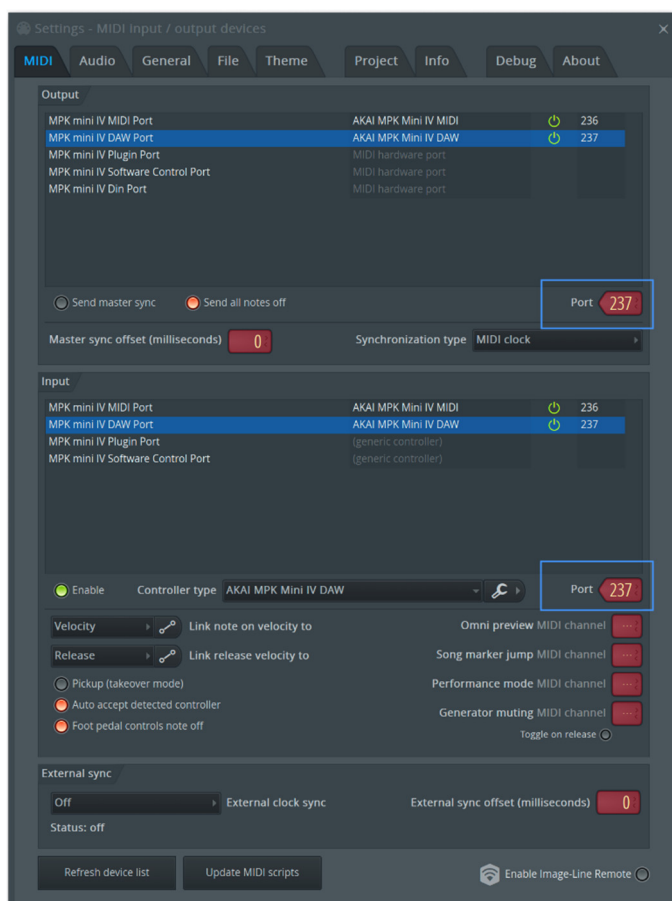 Settings - MIDI Input / output devices
MIDI Audio General File Theme Project Info Debug About
Output
MPK mini IV MIDI Port AKAI MPK Mini IV MIDI 236
MPK mini IV DAW Port AKAI MPK Mini IV DAW 237
MPK mini IV Plugin Port MIDI hardware port
MPK mini IV Software Control Port MIDI hardware port
MPK mini IV Din Port MIDI hardware port
Send master sync Send all notes off Port 237
Master sync offset (milliseconds) 0 Synchronization type MIDI clock
Input
MPK mini IV MIDI Port AKAI MPK Mini IV MIDI 236
MPK mini IV DAW Port AKAI MPK Mini IV DAW 237
MPK mini IV Plugin Port (generic controller)
MPK mini IV Software Control Port (generic controller)
Enable Controller type AKAI MPK Mini IV DAW Port 237
Velocity Link note on velocity to Omni preview MIDI channel ---
Release Link release velocity to Song marker jump MIDI channel ---
Pickup (takeover mode) Performance mode MIDI channel ---
Auto accept detected controller
Generator muting MIDI channel ---
Foot pedal controls note off
Toggle on release
External sync
Off External clock sync External sync offset (milliseconds) 0
Status: off
Refresh device list Update MIDI scripts Enable Image-Line Remote